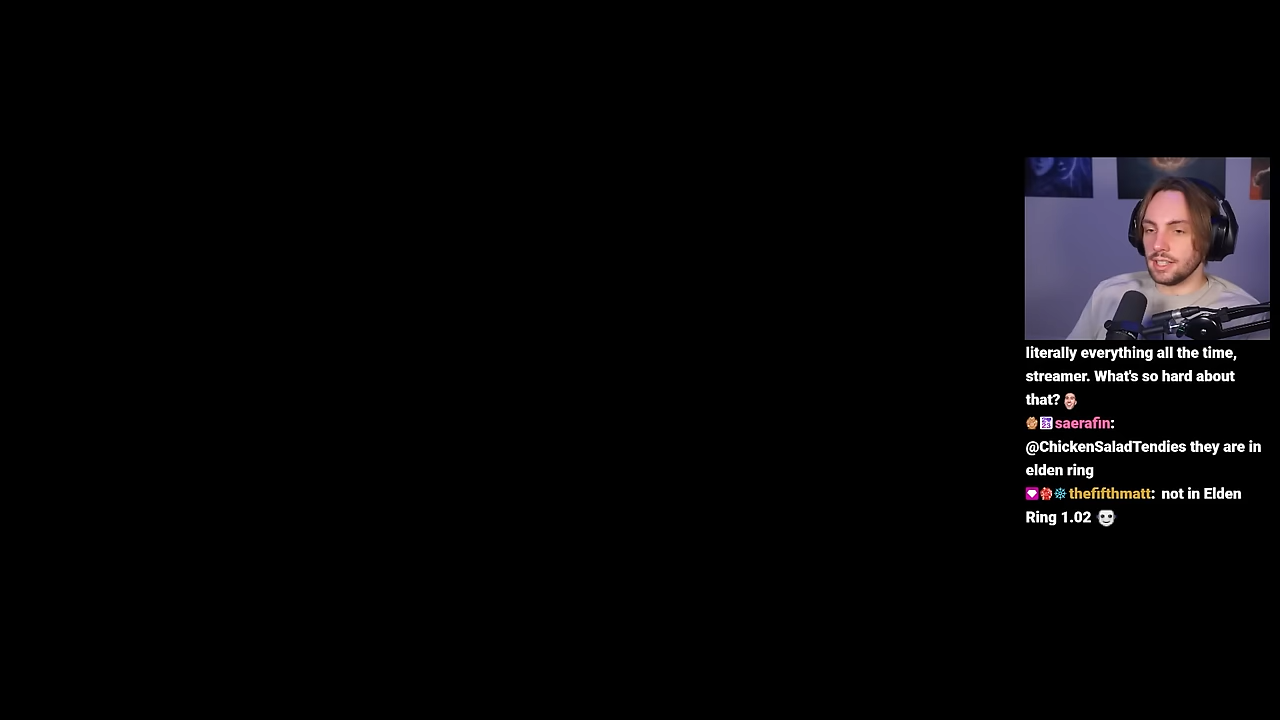 literally everything all the time,
streamer. What's so hard about
that?
saerafin:
@ChickenSaladTendies they are in
elden ring
thefifthmatt: not in Elden
Ring 1.02